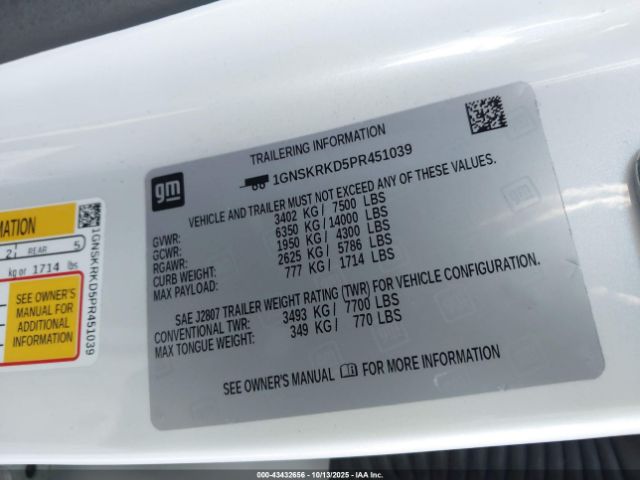 TRAILERING INFORMATION
gm
1GNSKRKD5PR451039
VEHICLE AND TRAILER MUST NOT EXCEED ANY OF THESE VALUES.
GVWR: 3402 KG / 7500 LBS
GCWR: 6350 KG / 14000 LBS
RGAWR: 1950 KG / 4300 LBS
CURB WEIGHT: 2625 KG / 5786 LBS
MAX PAYLOAD: 777 KG / 1714 LBS
SAE J2807 TRAILER WEIGHT RATING (TWR) FOR VEHICLE CONFIGURATION.
CONVENTIONAL TWR: 3493 KG / 7700 LBS
MAX TONGUE WEIGHT: 349 KG / 770 LBS
SEE OWNER'S MANUAL FOR MORE INFORMATION
REAR 5
kg or 1714 lbs
SEE OWNER'S
MANUAL FOR
ADDITIONAL
INFORMATION
1GNSKRKD5PR451039
000-43432656 - 10/13/2025 - IAA Inc.